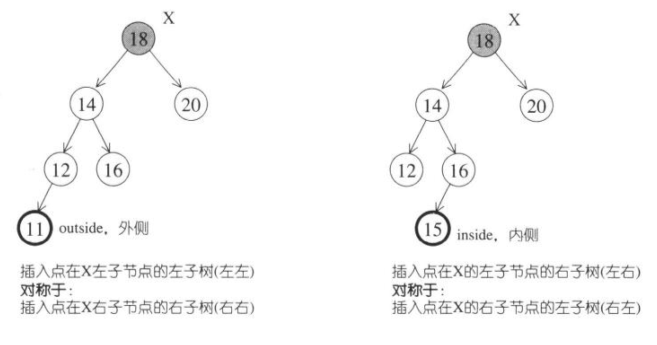 X
18
14
20
12
16
11
outside，外侧
插入点在X左子节点的左子树(左左)
对称于：
插入点在X右子节点的右子树(右右)
X
18
14
20
12
16
15
inside，内侧
插入点在X的左子节点的右子树(左右)
对称于：
插入点在X的右子节点的左子树(右左)